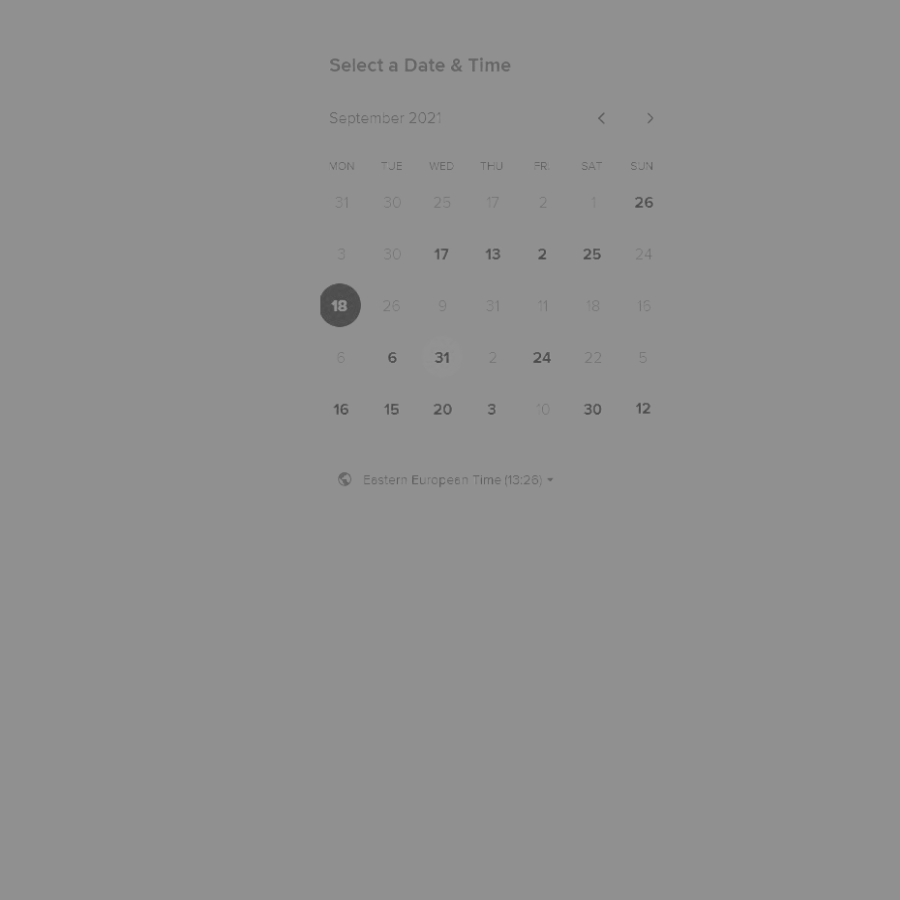 Select a Date & Time
September 2021
MON TUE WED THU FR. SAT SUN
31 30 25 17 2 1 26
3 30 17 13 2 25 24
18 26 9 31 11 18 16
6 6 31 2 24 22 5
16 15 20 3 10 30 12
Eastern European Time (13:26)